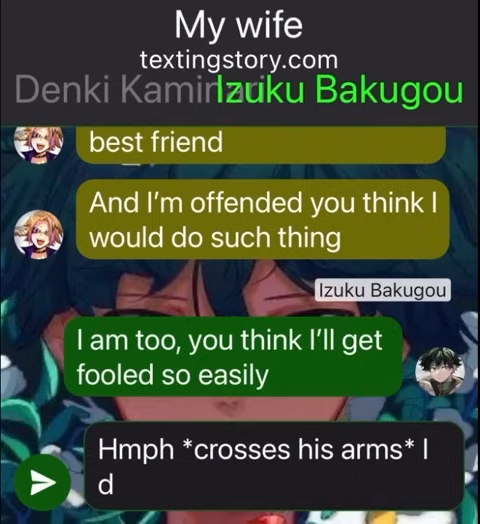 My wife
textingstory.com
Denki Kaminari Izuku Bakugou
best friend
And I'm offended you think I
would do such thing
Izuku Bakugou
I am too, you think I'll get
fooled so easily
Hmph *crosses his arms* I
d